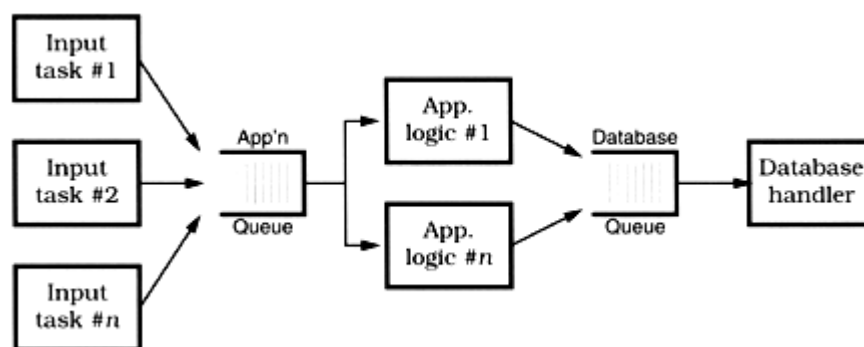 Input
task #1
Input
task #2
Input
task #n
App'n
Queue
App.
logic #1
App.
logic #n
Database
Queue
Database
handler